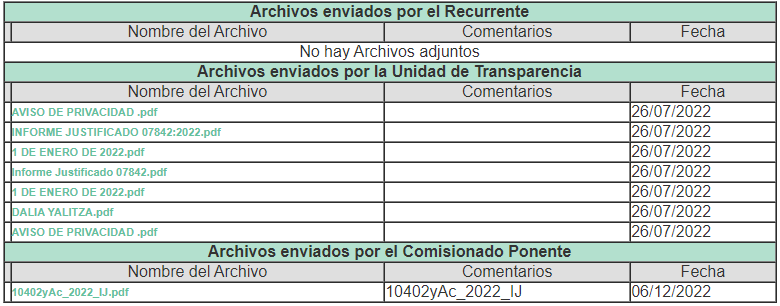 Archivos enviados por el Recurrente
Nombre del Archivo Comentarios Fecha
No hay Archivos adjuntos
Archivos enviados por la Unidad de Transparencia
Nombre del Archivo Comentarios Fecha
AVISO DE PRIVACIDAD .pdf 26/07/2022
INFORME JUSTIFICADO 07842:2022.pdf 26/07/2022
1 DE ENERO DE 2022.pdf 26/07/2022
Informe Justificado 07842.pdf 26/07/2022
1 DE ENERO DE 2022.pdf 26/07/2022
DALIA YALITZA.pdf 26/07/2022
AVISO DE PRIVACIDAD .pdf 26/07/2022
Archivos enviados por el Comisionado Ponente
Nombre del Archivo Comentarios Fecha
10402yAc_2022_IJ.pdf 10402yAc_2022_IJ 06/12/2022